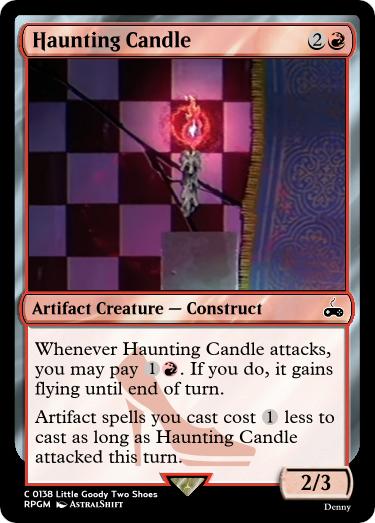 Haunting Candle 2
Artifact Creature — Construct
Whenever Haunting Candle attacks,
you may pay 1 . If you do, it gains
flying until end of turn.
Artifact spells you cast cost 1 less to
cast as long as Haunting Candle
attacked this turn.
2/3
C 0138 Little Goody Two Shoes
RPGM AstralShift
Denny